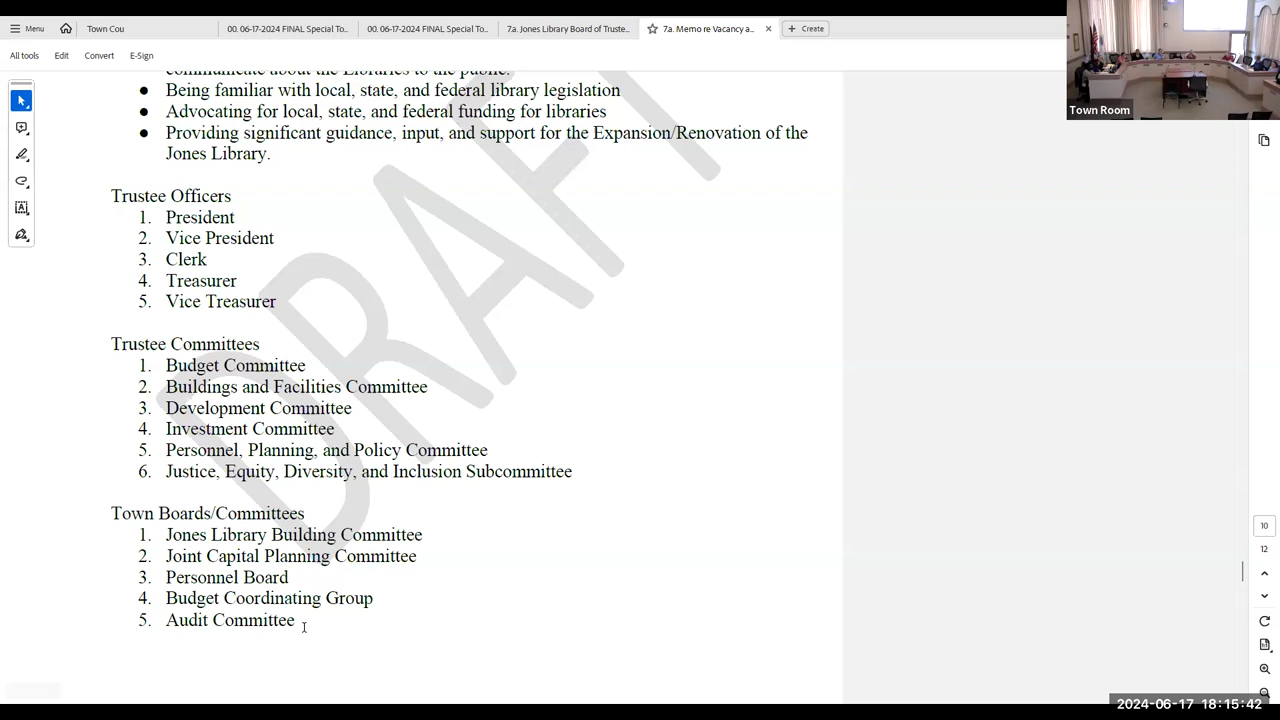 Menu
Town Cou
00. 06-17-2024 FINAL Special To...
00. 06-17-2024 FINAL Special To...
7a. Jones Library Board of Truste...
7a. Memo re Vacancy a...
Create
All tools
Edit
Convert
E-Sign
Town Room
communicate about the Libraries to the public.
● Being familiar with local, state, and federal library legislation
● Advocating for local, state, and federal funding for libraries
● Providing significant guidance, input, and support for the Expansion/Renovation of the
Jones Library.
Trustee Officers
1. President
2. Vice President
3. Clerk
4. Treasurer
5. Vice Treasurer
Trustee Committees
1. Budget Committee
2. Buildings and Facilities Committee
3. Development Committee
4. Investment Committee
5. Personnel, Planning, and Policy Committee
6. Justice, Equity, Diversity, and Inclusion Subcommittee
Town Boards/Committees
1. Jones Library Building Committee
2. Joint Capital Planning Committee
3. Personnel Board
4. Budget Coordinating Group
5. Audit Committee
DRAFT
10
12
2024-06-17 18:15:42